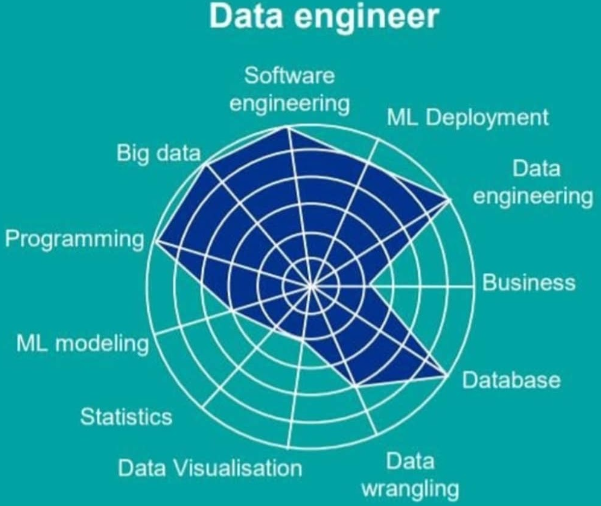 Data engineer
Software
engineering
ML Deployment
Big data
Data
engineering
Programming
Business
ML modeling
Database
Statistics
Data Visualisation
Data
wrangling